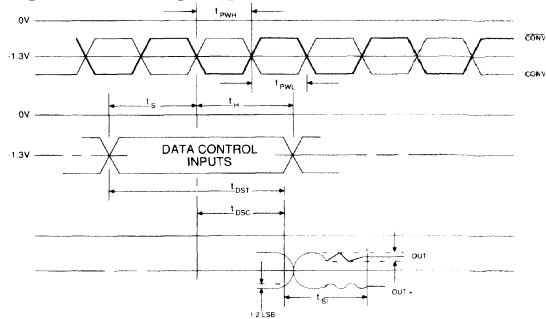 t PWH
0V
CONV
-1.3V
CONV
t PWL
t S
t H
0V
DATA CONTROL
INPUTS
-1.3V
t DST
t DSC
OUT
t SI
OUT +
1/2 LSB